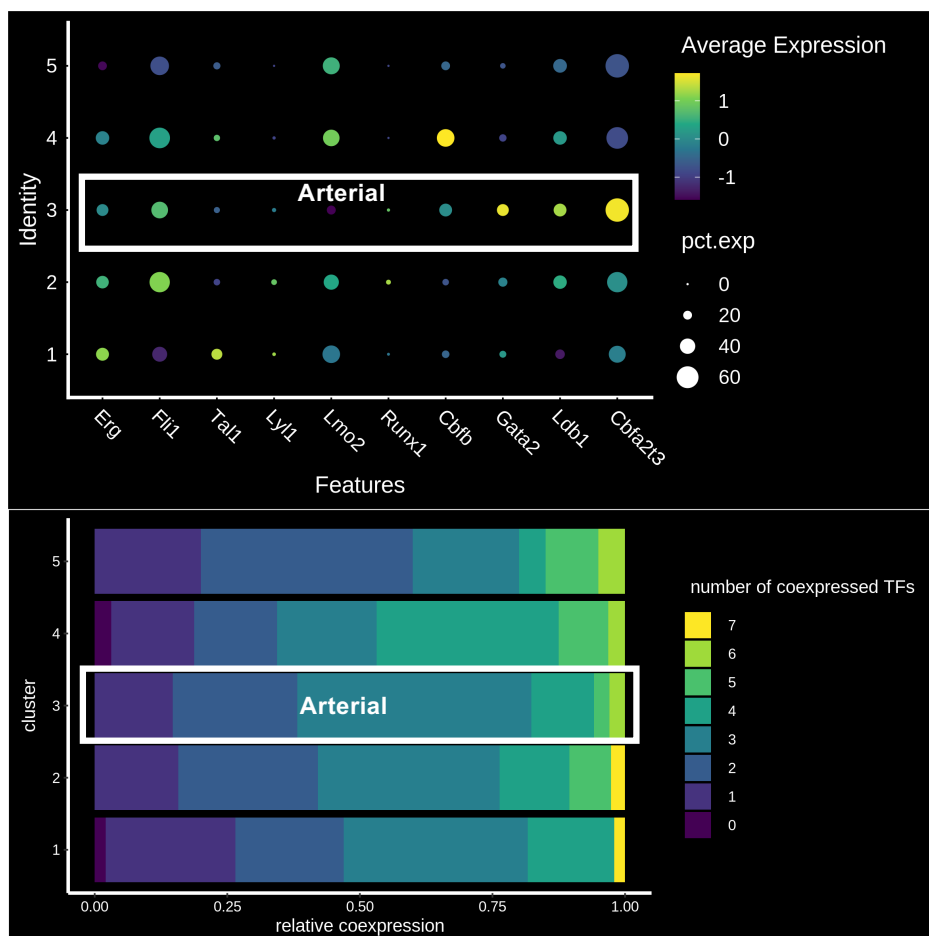 Average Expression
1
0
-1
pct.exp
0
20
40
60
Identity
5
4
3
2
1
Arterial
Erg
Fli1
Tal1
Lyl1
Lmo2
Runx1
Cbfb
Gata2
Ldb1
Cbfa2t3
Features
cluster
5
4
3
2
1
Arterial
0.00
0.25
0.50
0.75
1.00
relative coexpression
number of coexpressed TFs
7
6
5
4
3
2
1
0